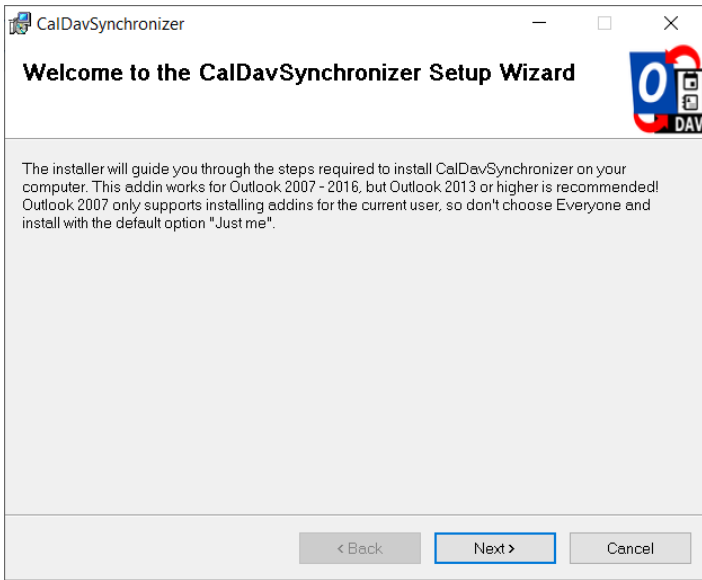 CalDavSynchronizer
Welcome to the CalDavSynchronizer Setup Wizard
O
DAV
The installer will guide you through the steps required to install CalDavSynchronizer on your
computer. This addin works for Outlook 2007 - 2016, but Outlook 2013 or higher is recommended!
Outlook 2007 only supports installing addins for the current user, so don't choose Everyone and
install with the default option "Just me".
< Back
Next >
Cancel